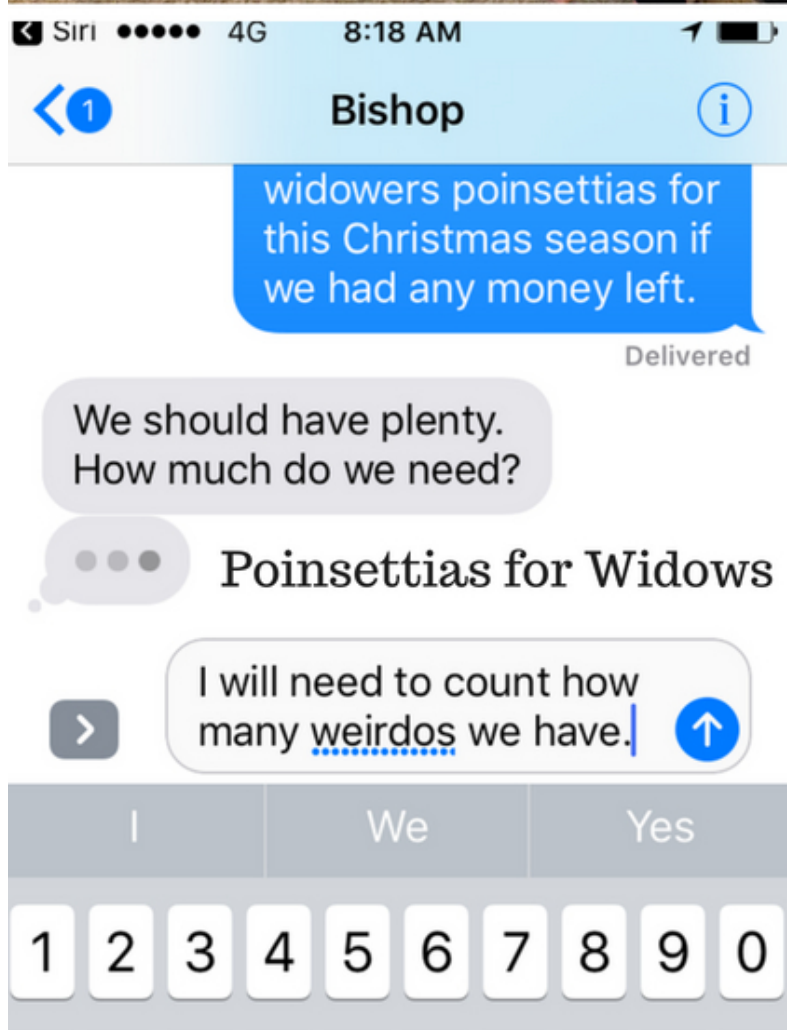 Siri ●●●●● 4G 8:18 AM
1 Bishop i
widowers poinsettias for
this Christmas season if
we had any money left.
Delivered
We should have plenty.
How much do we need?
Poinsettias for Widows
I will need to count how
many weirdos we have.
I We Yes
1 2 3 4 5 6 7 8 9 0